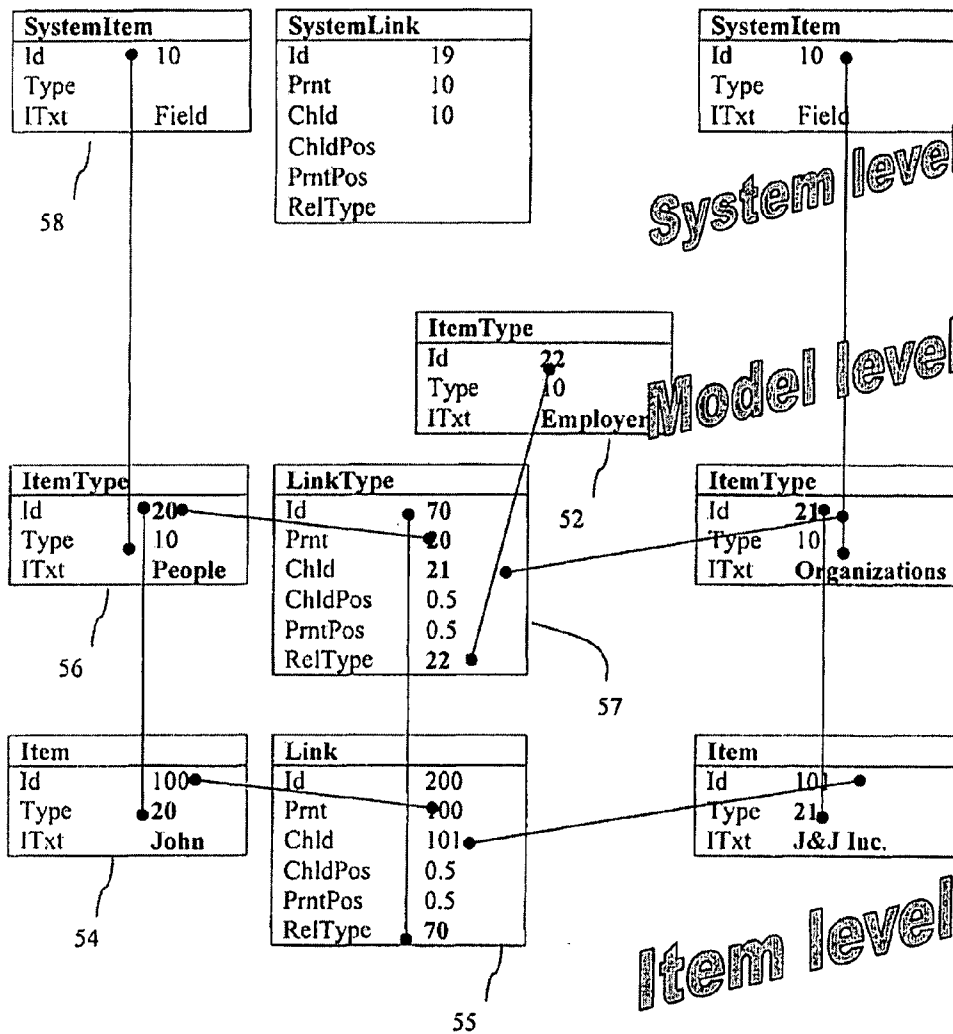 SystemItem
Id 10
Type
ITxt Field
58
SystemLink
Id 19
Prnt 10
Chld 10
ChldPos
PrntPos
RelType
SystemItem
Id 10
Type
ITxt Field
System level
ItemType
Id 22
Type 10
ITxt Employer
52
Model level
ItemType
Id 20
Type 10
ITxt People
56
LinkType
Id 70
Prnt 20
Chld 21
ChldPos 0.5
PrntPos 0.5
RelType 22
57
ItemType
Id 21
Type 10
ITxt Organizations
Item
Id 100
Type 20
ITxt John
54
Link
Id 200
Prnt 100
Chld 101
ChldPos 0.5
PrntPos 0.5
RelType 70
55
Item
Id 101
Type 21
ITxt J&J Inc.
Item level